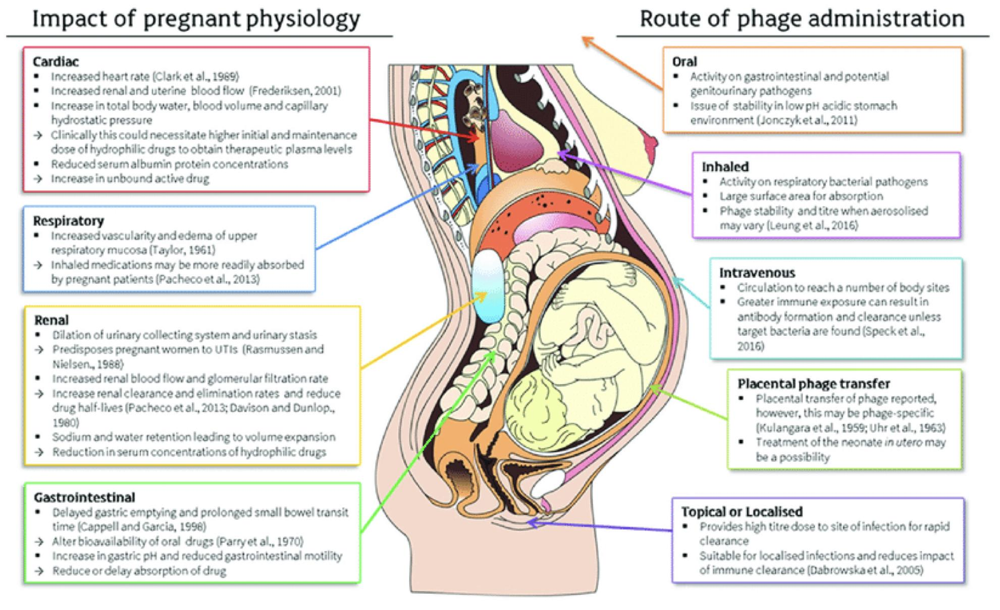 Impact of pregnant physiology
Cardiac
▪ Increased heart rate (Clark et al., 1989)
▪ Increased renal and uterine blood flow (Frederiksen, 2001)
▪ Increase in total body water, blood volume and capillary
hydrostatic pressure
→ Clinically this could necessitate higher initial and maintenance
dose of hydrophilic drugs to obtain therapeutic plasma levels
▪ Reduced serum albumin protein concentrations
→ Increase in unbound active drug
Respiratory
▪ Increased vascularity and edema of upper
respiratory mucosa (Taylor, 1961)
→ Inhaled medications may be more readily absorbed
by pregnant patients (Pacheco et al., 2013)
Renal
▪ Dilation of urinary collecting system and urinary stasis
→ Predisposes pregnant women to UTIs (Rasmussen and
Nielsen., 1988)
▪ Increased renal blood flow and glomerular filtration rate
→ Increase renal clearance and elimination rates and reduce
drug half-lives (Pacheco et al., 2013; Davison and Dunlop.,
1980)
▪ Sodium and water retention leading to volume expansion
→ Reduction in serum concentrations of hydrophilic drugs
Gastrointestinal
▪ Delayed gastric emptying and prolonged small bowel transit
time (Cappell and Garcia, 1998)
→ Alter bioavailability of oral drugs (Parry et al., 1970)
▪ Increase in gastric pH and reduced gastrointestinal motility
→ Reduce or delay absorption of drug
Route of phage administration
Oral
▪ Activity on gastrointestinal and potential
genitourinary pathogens
▪ Issue of stability in low pH acidic stomach
environment (Jonczyk et al., 2011)
Inhaled
▪ Activity on respiratory bacterial pathogens
▪ Large surface area for absorption
▪ Phage stability and titre when aerosolised
may vary (Leung et al., 2016)
Intravenous
▪ Circulation to reach a number of body sites
▪ Greater immune exposure can result in
antibody formation and clearance unless
target bacteria are found (Speck et al.,
2016)
Placental phage transfer
▪ Placental transfer of phage reported,
however, this may be phage-specific
(Kulangara et al., 1959; Uhr et al., 1963)
▪ Treatment of the neonate in utero may
be a possibility
Topical or Localised
▪ Provides high titre dose to site of infection for rapid
clearance
▪ Suitable for localised infections and reduces impact
of immune clearance (Dabrowska et al., 2005)